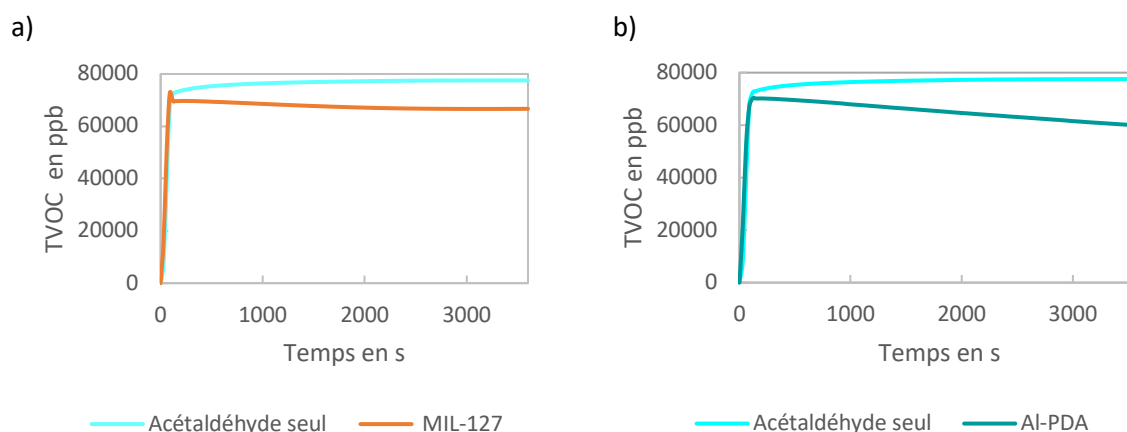 a)
80000
60000
40000
20000
0
TVOC en ppb
0 1000 2000 3000
Temps en s
Acétaldéhyde seul MIL-127
b)
80000
60000
40000
20000
0
TVOC en ppb
0 1000 2000 3000
Temps en s
Acétaldéhyde seul Al-PDA